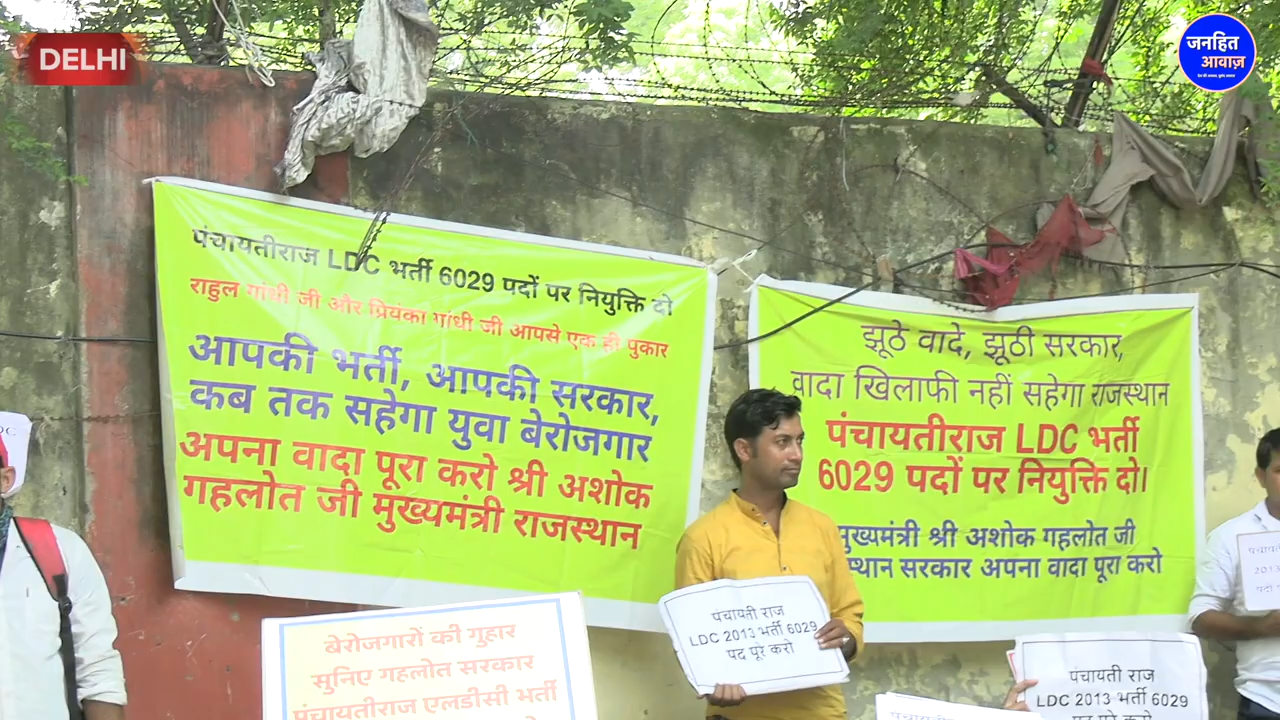 DELHI
जनहित
आवाज़
पंचायतीराज LDC भर्ती 6029 पदों पर नियुक्ति दो
राहुल गांधी जी और प्रियंका गांधी जी आपसे एक ही पुकार
आपकी भर्ती, आपकी सरकार,
कब तक सहेगा युवा बेरोजगार
अपना वादा पूरा करो श्री अशोक
गहलोत जी मुख्यमंत्री राजस्थान
झूठे वादे, झूठी सरकार,
वादा खिलाफी नहीं सहेगा राजस्थान
पंचायतीराज LDC भर्ती
6029 पदों पर नियुक्ति दो।
मुख्यमंत्री श्री अशोक गहलोत जी
सरकार अपना वादा पूरा करो
बेरोजगारों की गुहार
सुनिए गहलोत सरकार
पंचायतीराज एलडीसी भर्ती
पंचायती राज
LDC 2013 भर्ती 6029
पद पूरे करो
पंचायती राज
LDC 2013 भर्ती 6029